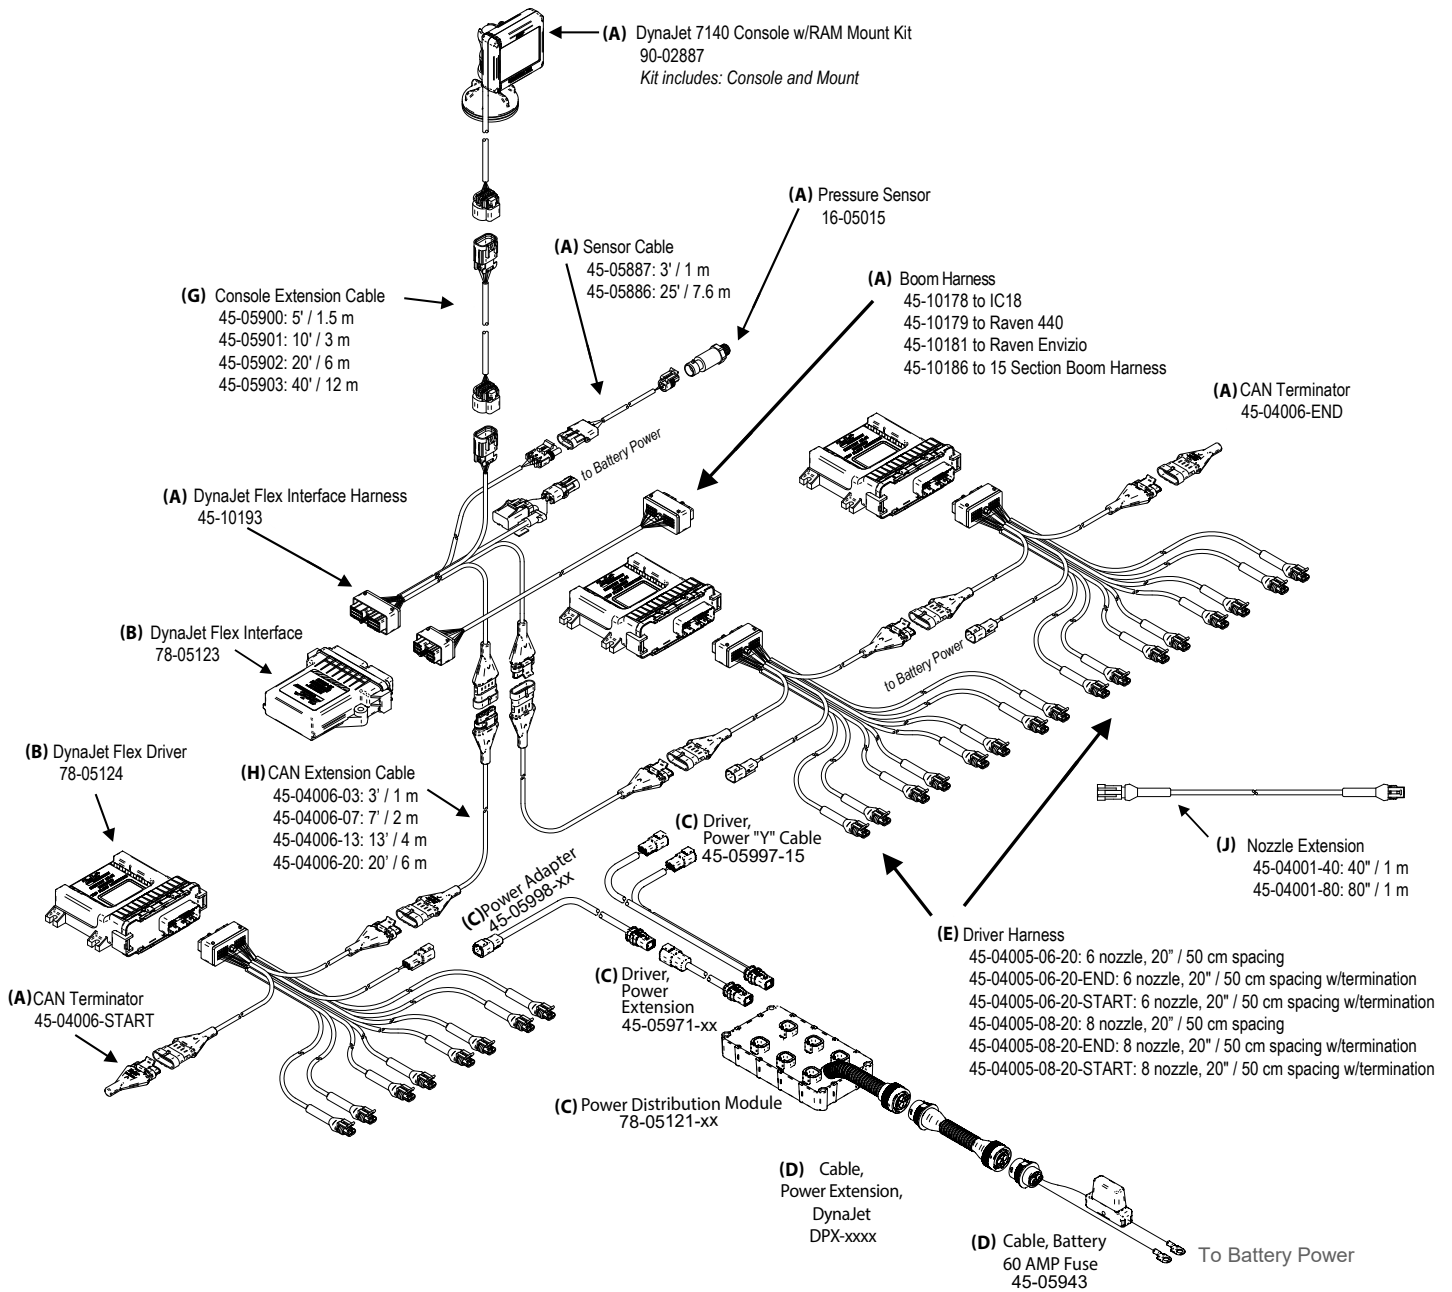 (A) DynaJet 7140 Console w/RAM Mount Kit
90-02887
Kit includes: Console and Mount
(A) Pressure Sensor
16-05015
(A) Sensor Cable
45-05887: 3' / 1 m
45-05886: 25' / 7.6 m
(A) Boom Harness
45-10178 to IC18
45-10179 to Raven 440
45-10181 to Raven Envizio
45-10186 to 15 Section Boom Harness
(G) Console Extension Cable
45-05900: 5' / 1.5 m
45-05901: 10' / 3 m
45-05902: 20' / 6 m
45-05903: 40' / 12 m
(A) CAN Terminator
45-04006-END
to Battery Power
(A) DynaJet Flex Interface Harness
45-10193
(B) DynaJet Flex Interface
78-05123
to Battery Power
(B) DynaJet Flex Driver
78-05124
(H) CAN Extension Cable
45-04006-03: 3’ / 1 m
45-04006-07: 7’ / 2 m
45-04006-13: 13’ / 4 m
45-04006-20: 20’ / 6 m
(C) Driver,
Power "Y" Cable
45-05997-15
(J) Nozzle Extension
45-04001-40: 40" / 1 m
45-04001-80: 80" / 1 m
(C) Power Adapter
45-05998-xx
(E) Driver Harness
45-04005-06-20: 6 nozzle, 20” / 50 cm spacing
45-04005-06-20-END: 6 nozzle, 20" / 50 cm spacing w/termination
45-04005-06-20-START: 6 nozzle, 20" / 50 cm spacing w/termination
45-04005-08-20: 8 nozzle, 20” / 50 cm spacing
45-04005-08-20-END: 8 nozzle, 20" / 50 cm spacing w/termination
45-04005-08-20-START: 8 nozzle, 20" / 50 cm spacing w/termination
(C) Driver,
Power
Extension
45-05971-xx
(A) CAN Terminator
45-04006-START
(C) Power Distribution Module
78-05121-xx
(D) Cable,
Power Extension,
DynaJet
DPX-xxxx
(D) Cable, Battery
60 AMP Fuse
45-05943
To Battery Power